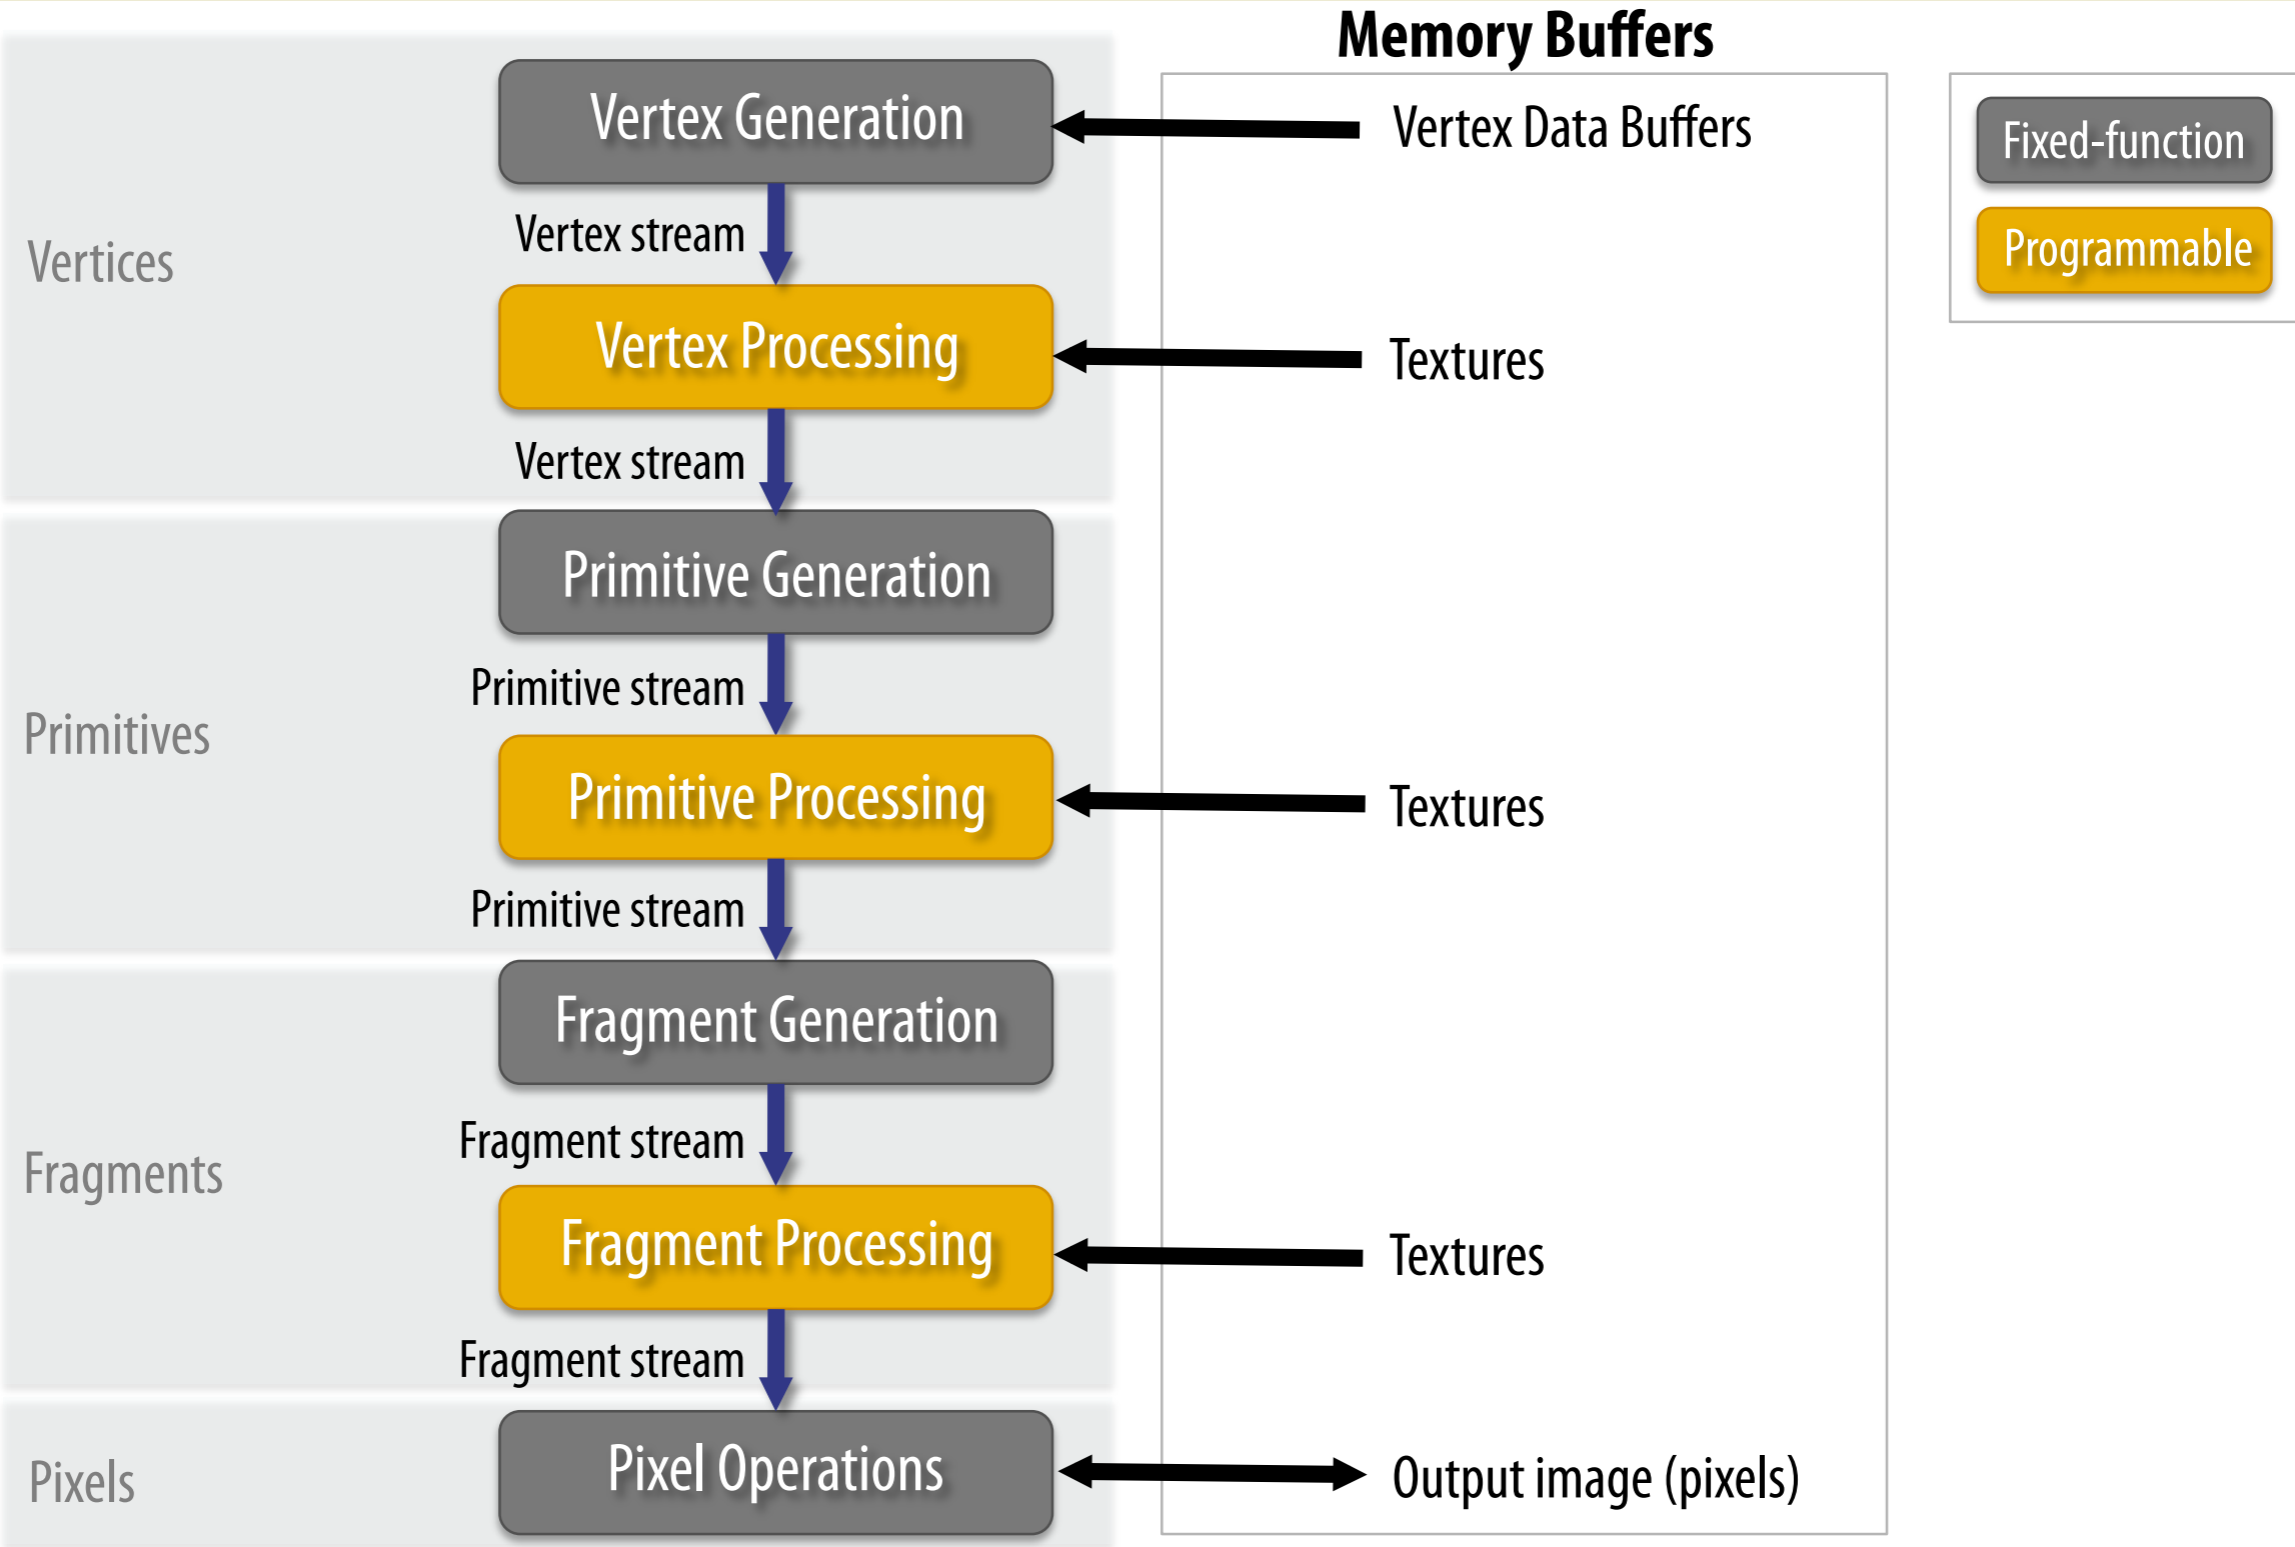 Memory Buffers
Vertex Generation
Vertex Data Buffers
Fixed-function
Vertex stream
Programmable
Vertices
Vertex Processing
Textures
Vertex stream
Primitive Generation
Primitive stream
Primitives
Primitive Processing
Textures
Primitive stream
Fragment Generation
Fragment stream
Fragments
Fragment Processing
Textures
Fragment stream
Pixels
Pixel Operations
Output image (pixels)